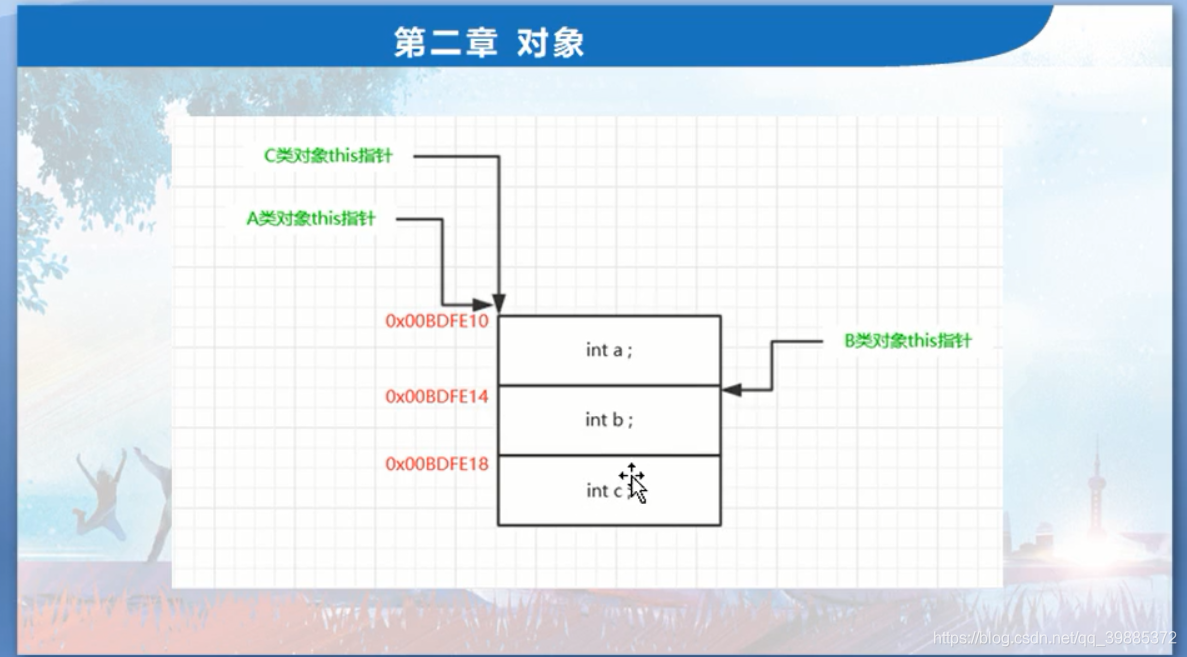 第二章 对象
C类对象this指针
A类对象this指针
0x00BDFE10
int a ;
B类对象this指针
0x00BDFE14
int b ;
0x00BDFE18
int c ;
https://blog.csdn.net/qq_39885372